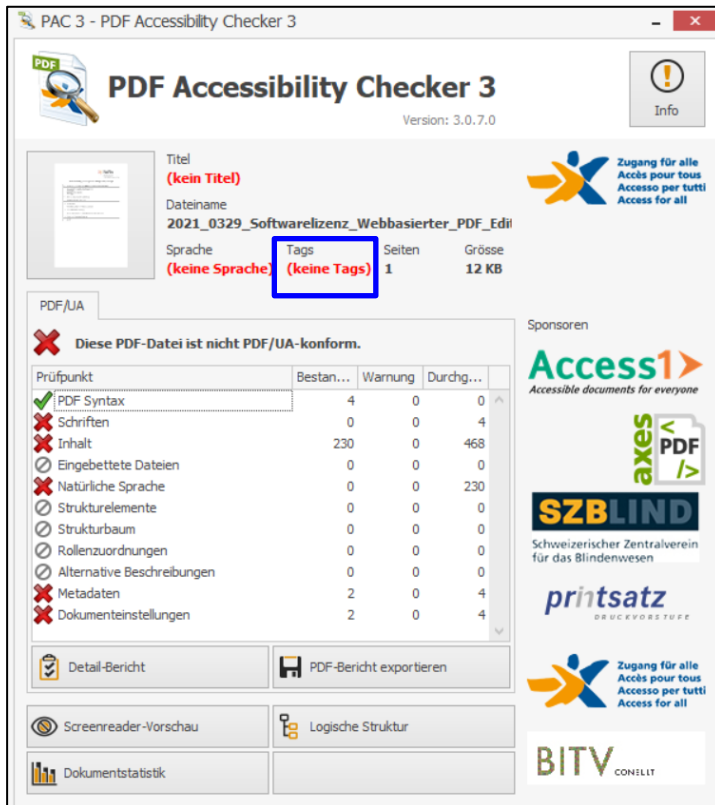 PAC 3 - PDF Accessibility Checker 3
PDF
PDF Accessibility Checker 3
Version: 3.0.7.0
Info
Titel
(kein Titel)
Dateiname
2021_0329_Softwarelizenz_Webbasierter_PDF_Edit
Sprache Tags Seiten Grösse
(keine Sprache) (keine Tags) 1 12 KB
Zugang für alle
Accès pour tous
Accesso per tutti
Access for all
PDF/UA
Diese PDF-Datei ist nicht PDF/UA-konform.
Prüfpunkt Bestan... Warnung Durchg...
PDF Syntax 4 0 0
Schriften 0 0 4
Inhalt 230 0 468
Eingebettete Dateien 0 0 0
Natürliche Sprache 0 0 230
Strukturelemente 0 0 0
Strukturbaum 0 0 0
Rollenzuordnungen 0 0 0
Alternative Beschreibungen 0 0 0
Metadaten 2 0 4
Dokumenteinstellungen 2 0 4
Detail-Bericht PDF-Bericht exportieren
Screenreader-Vorschau Logische Struktur
Dokumentstatistik
Sponsoren
Access1
Accessible documents for everyone
axes
<
PDF
/>
SZBLIND
Schweizerischer Zentralverein
für das Blindenwesen
printsatz
DRUCKVORSTUFE
Zugang für alle
Accès pour tous
Accesso per tutti
Access for all
BITV CONSULT